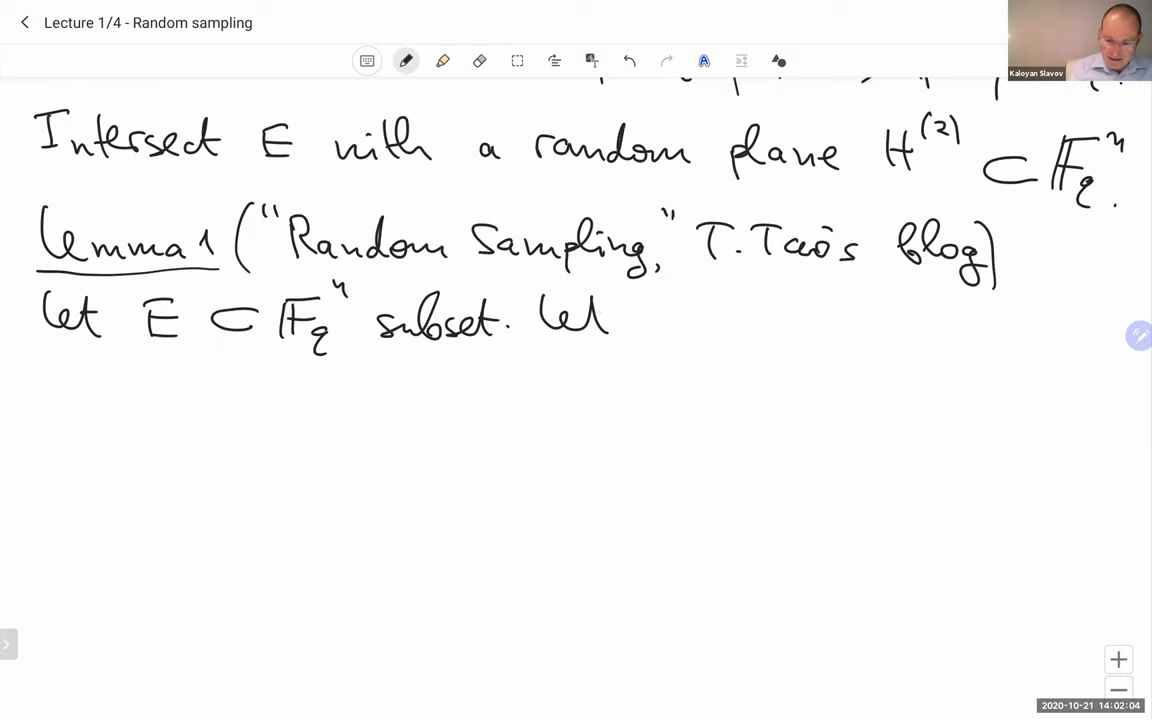 Lecture 1/4 - Random sampling
Kaloyan Slavov
Intersect E with a random plane H^(2) ⊂ F_q^n.
Lemma 1 ("Random Sampling," T. Tao's blog)
Let E ⊂ F_q^n subset. Let
2020-10-21 14:02:04